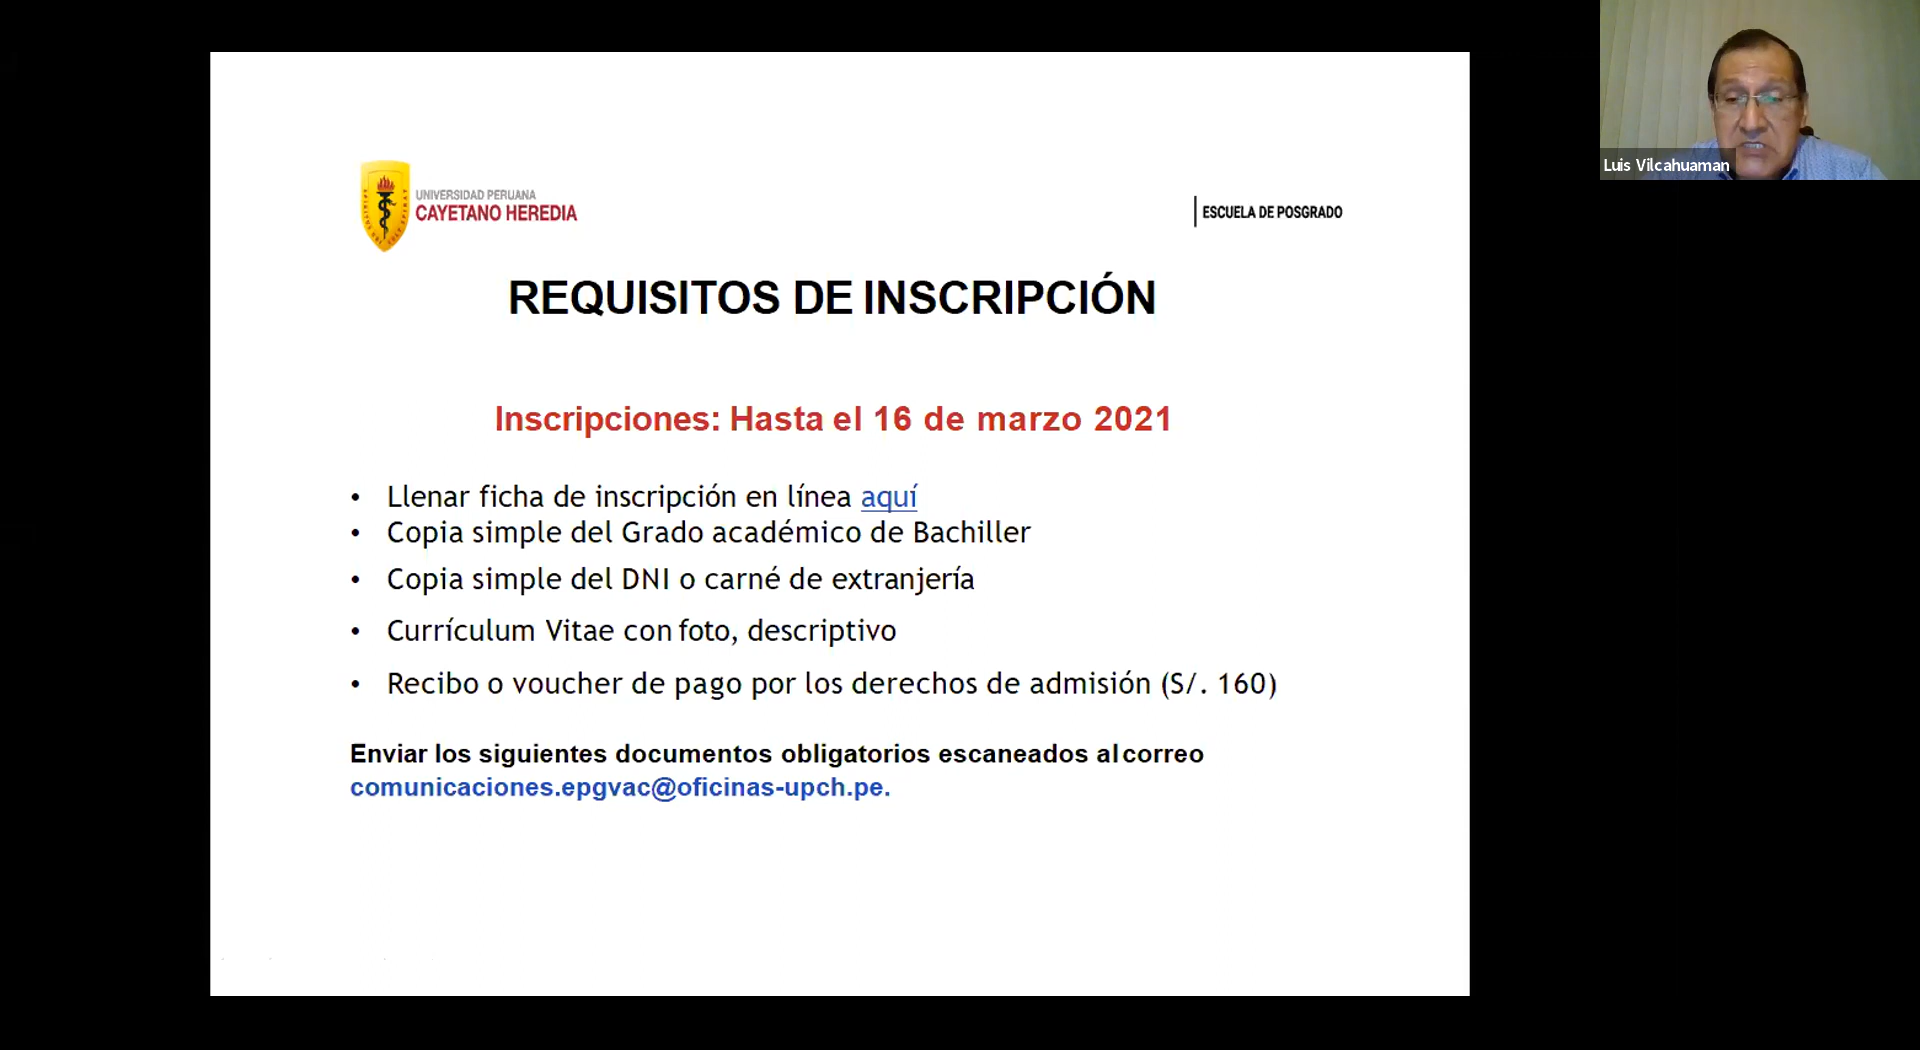 UNIVERSIDAD PERUANA
CAYETANO HEREDIA
ESCUELA DE POSGRADO
REQUISITOS DE INSCRIPCIÓN
Inscripciones: Hasta el 16 de marzo 2021
• Llenar ficha de inscripción en línea aquí
• Copia simple del Grado académico de Bachiller
• Copia simple del DNI o carné de extranjería
• Currículum Vitae con foto, descriptivo
• Recibo o voucher de pago por los derechos de admisión (S/. 160)
Enviar los siguientes documentos obligatorios escaneados al correo
comunicaciones.epgvac@oficinas-upch.pe.
Luis Vilcahuaman